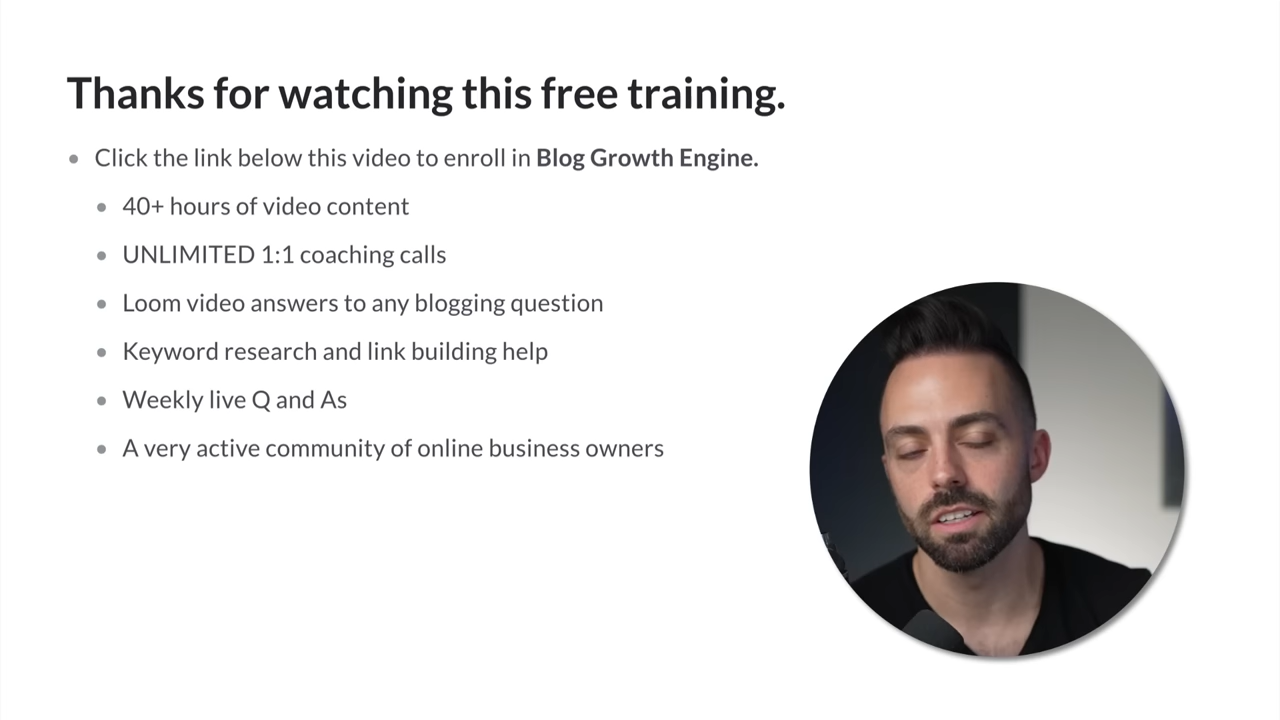 Thanks for watching this free training.
Click the link below this video to enroll in Blog Growth Engine.
40+ hours of video content
UNLIMITED 1:1 coaching calls
Loom video answers to any blogging question
Keyword research and link building help
Weekly live Q and As
A very active community of online business owners